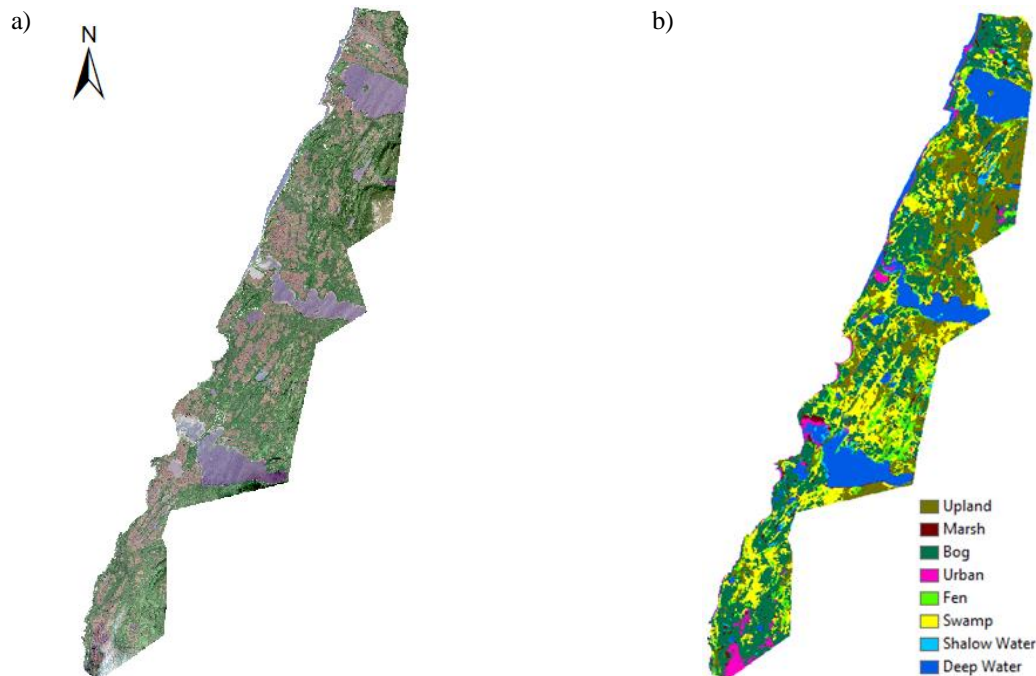 a)
N
b)
Upland
Marsh
Bog
Urban
Fen
Swamp
Shalow Water
Deep Water